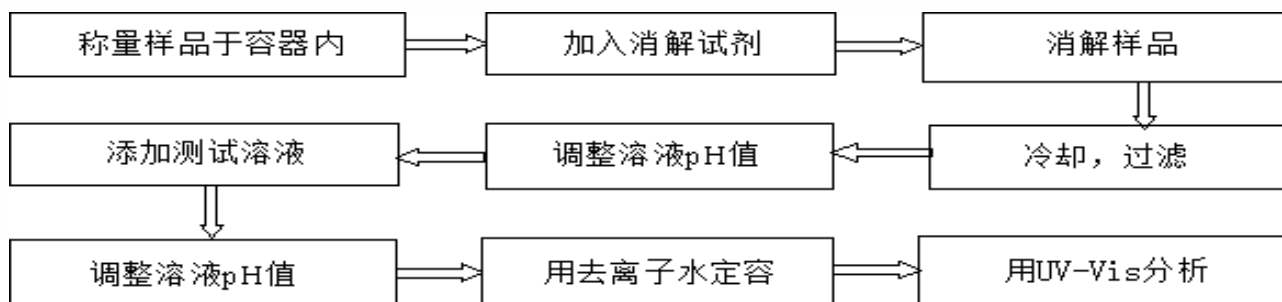 称量样品于容器内
加入消解试剂
消解样品
冷却，过滤
调整溶液pH值
添加测试溶液
调整溶液pH值
用去离子水定容
用UV-Vis分析